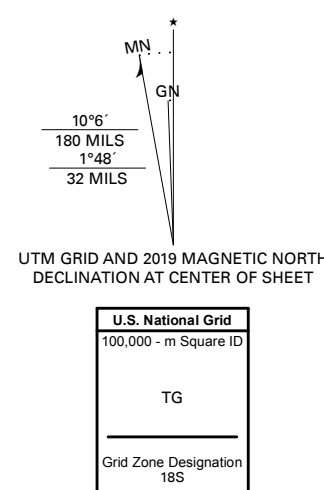 ★
MN
GN
10°6´
180 MILS
1°48´
32 MILS
UTM GRID AND 2019 MAGNETIC NORTH
DECLINATION AT CENTER OF SHEET
U.S. National Grid
100,000 - m Square ID
TG
Grid Zone Designation
18S